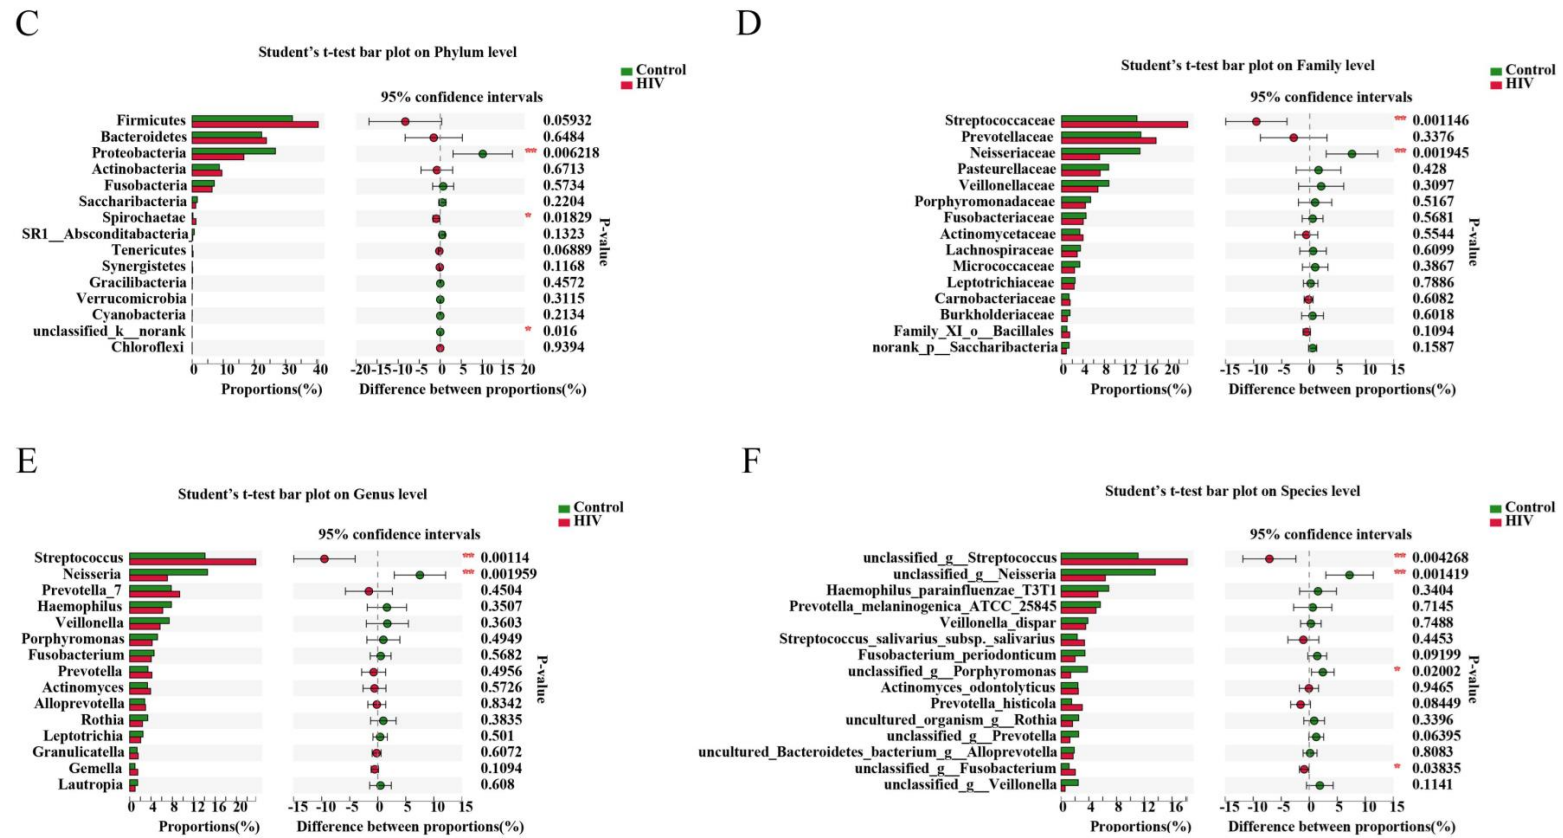 C
Student's t-test bar plot on Phylum level
Control
HIV
95% confidence intervals
Firmicutes 0.05932
Bacteroidetes 0.6484
Proteobacteria ** 0.006218
Actinobacteria 0.6713
Fusobacteria 0.5734
Saccharibacteria 0.2204
Spirochaetae * 0.01829
SR1__Absconditabacteria 0.1323
Tenericutes 0.06889
Synergistetes 0.1168
Gracilibacteria 0.4572
Verrucomicrobia 0.3115
Cyanobacteria 0.2134
unclassified_k__norank * 0.016
Chloroflexi 0.9394
P-value
0 10 20 30 40 -20 -15 -10 -5 0 5 10 15 20
Proportions(%) Difference between proportions(%)
D
Student's t-test bar plot on Family level
Control
HIV
95% confidence intervals
Streptococcaceae ** 0.001146
Prevotellaceae 0.3376
Neisseriaceae ** 0.001945
Pasteurellaceae 0.428
Veillonellaceae 0.3097
Porphyromonadaceae 0.5167
Fusobacteriaceae 0.5681
Actinomycetaceae 0.5544
Lachnospiraceae 0.6099
Micrococcaceae 0.3867
Leptotrichiaceae 0.7886
Carnobacteriaceae 0.6082
Burkholderiaceae 0.6018
Family_XI_o__Bacillales 0.1094
norank_p__Saccharibacteria 0.1587
P-value
0 4 8 12 16 20 -15 -10 -5 0 5 10 15
Proportions(%) Difference between proportions(%)
E
Student's t-test bar plot on Genus level
Control
HIV
95% confidence intervals
Streptococcus ** 0.00114
Neisseria ** 0.001959
Prevotella_7 0.4504
Haemophilus 0.3507
Veillonella 0.3603
Porphyromonas 0.4949
Fusobacterium 0.5682
Prevotella 0.4956
Actinomyces 0.5726
Alloprevotella 0.8342
Rothia 0.3835
Leptotrichia 0.501
Granulicatella 0.6072
Gemella 0.1094
Lautropia 0.608
P-value
0 4 8 12 16 20 -15 -10 -5 0 5 10 15
Proportions(%) Difference between proportions(%)
F
Student's t-test bar plot on Species level
Control
HIV
95% confidence intervals
unclassified_g__Streptococcus ** 0.004268
unclassified_g__Neisseria ** 0.001419
Haemophilus_parainfluenzae_T3T1 0.3404
Prevotella_melaninogenica_ATCC_25845 0.7145
Veillonella_dispar 0.7488
Streptococcus_salivarius_subsp._salivarius 0.4453
Fusobacterium_periodonticum 0.09199
unclassified_g__Porphyromonas * 0.02002
Actinomyces_odontolyticus 0.9465
Prevotella_histicola 0.08449
uncultured_organism_g__Rothia 0.3396
unclassified_g__Prevotella 0.06395
uncultured_Bacteroidetes_bacterium_g__Alloprevotella 0.8083
unclassified_g__Fusobacterium * 0.03835
unclassified_g__Veillonella 0.1141
P-value
0 4 8 12 16 -15 -10 -5 0 5 10 15
Proportions(%) Difference between proportions(%)